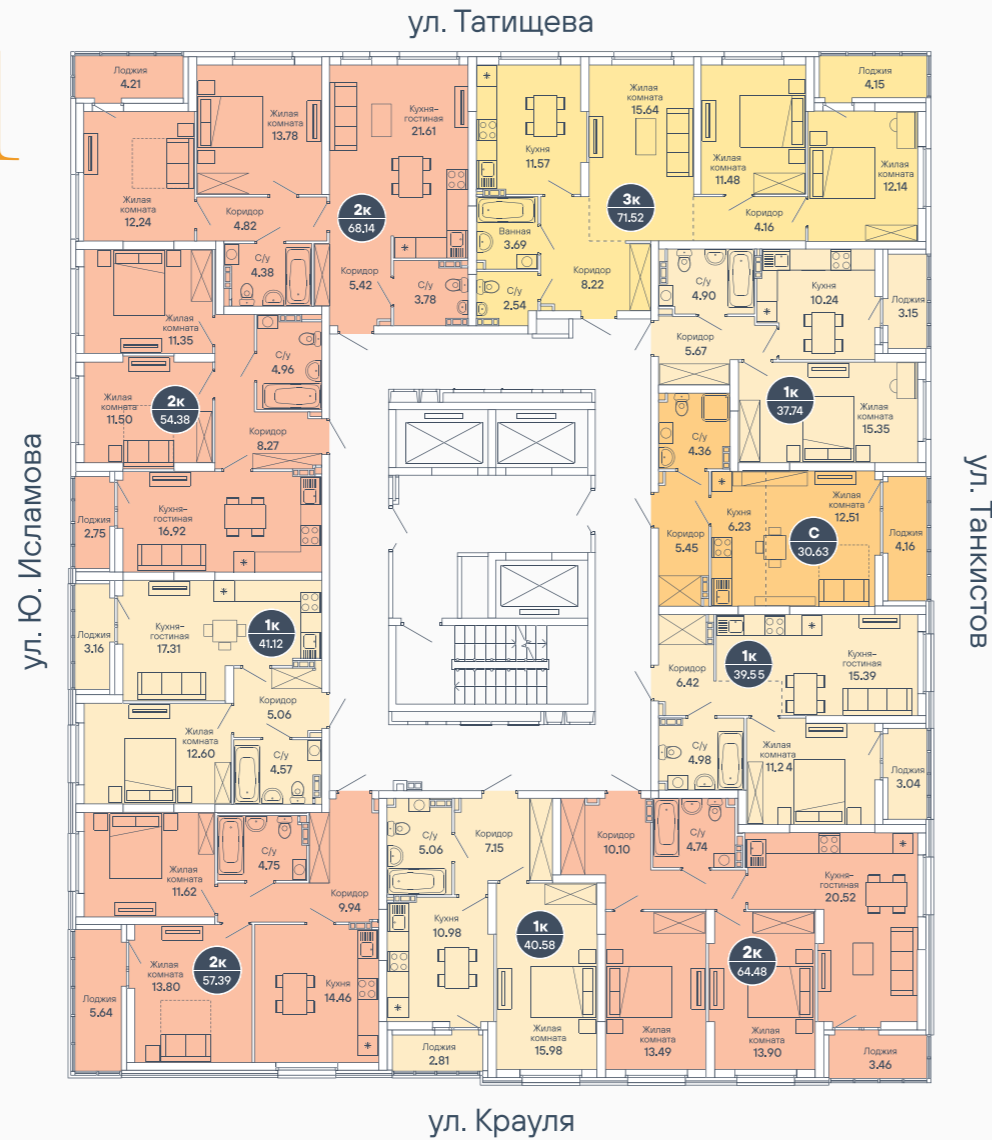 ул. Татищева
Лоджия
4.21
Жилая
комната
13.78
Кухня-
гостиная
21.61
Кухня
11.57
Жилая
комната
15.64
Жилая
комната
11.48
Лоджия
4.15
Жилая
комната
12.14
Жилая
комната
12.24
Коридор
4.82
2к
68.14
3к
71.52
Коридор
4.16
Ванная
3.69
С/у
4.38
Коридор
5.42
С/у
3.78
С/у
2.54
Коридор
8.22
С/у
4.90
Кухня
10.24
Лоджия
3.15
Жилая
комната
11.35
С/у
4.96
Коридор
5.67
Жилая
комната
11.50
2к
54.38
Коридор
8.27
1к
37.74
Жилая
комната
15.35
С/у
4.36
Лоджия
2.75
Кухня-
гостиная
16.92
Коридор
5.45
Кухня
6.23
Жилая
комната
12.51
С
30.63
Лоджия
4.16
ул. Ю. Исламова
ул. Танкистов
Лоджия
3.16
Кухня-
гостиная
17.31
1к
41.12
Коридор
5.06
Жилая
комната
12.60
С/у
4.57
Коридор
6.42
1к
39.55
Кухня-
гостиная
15.39
С/у
4.98
Жилая
комната
11.24
Лоджия
3.04
Жилая
комната
11.62
С/у
4.75
Коридор
9.94
С/у
5.06
Коридор
7.15
Коридор
10.10
С/у
4.74
Кухня-
гостиная
20.52
Лоджия
5.64
Жилая
комната
13.80
2к
57.39
Кухня
14.46
Кухня
10.98
1к
40.58
2к
64.48
Лоджия
2.81
Жилая
комната
15.98
Жилая
комната
13.49
Жилая
комната
13.90
Лоджия
3.46
ул. Крауля